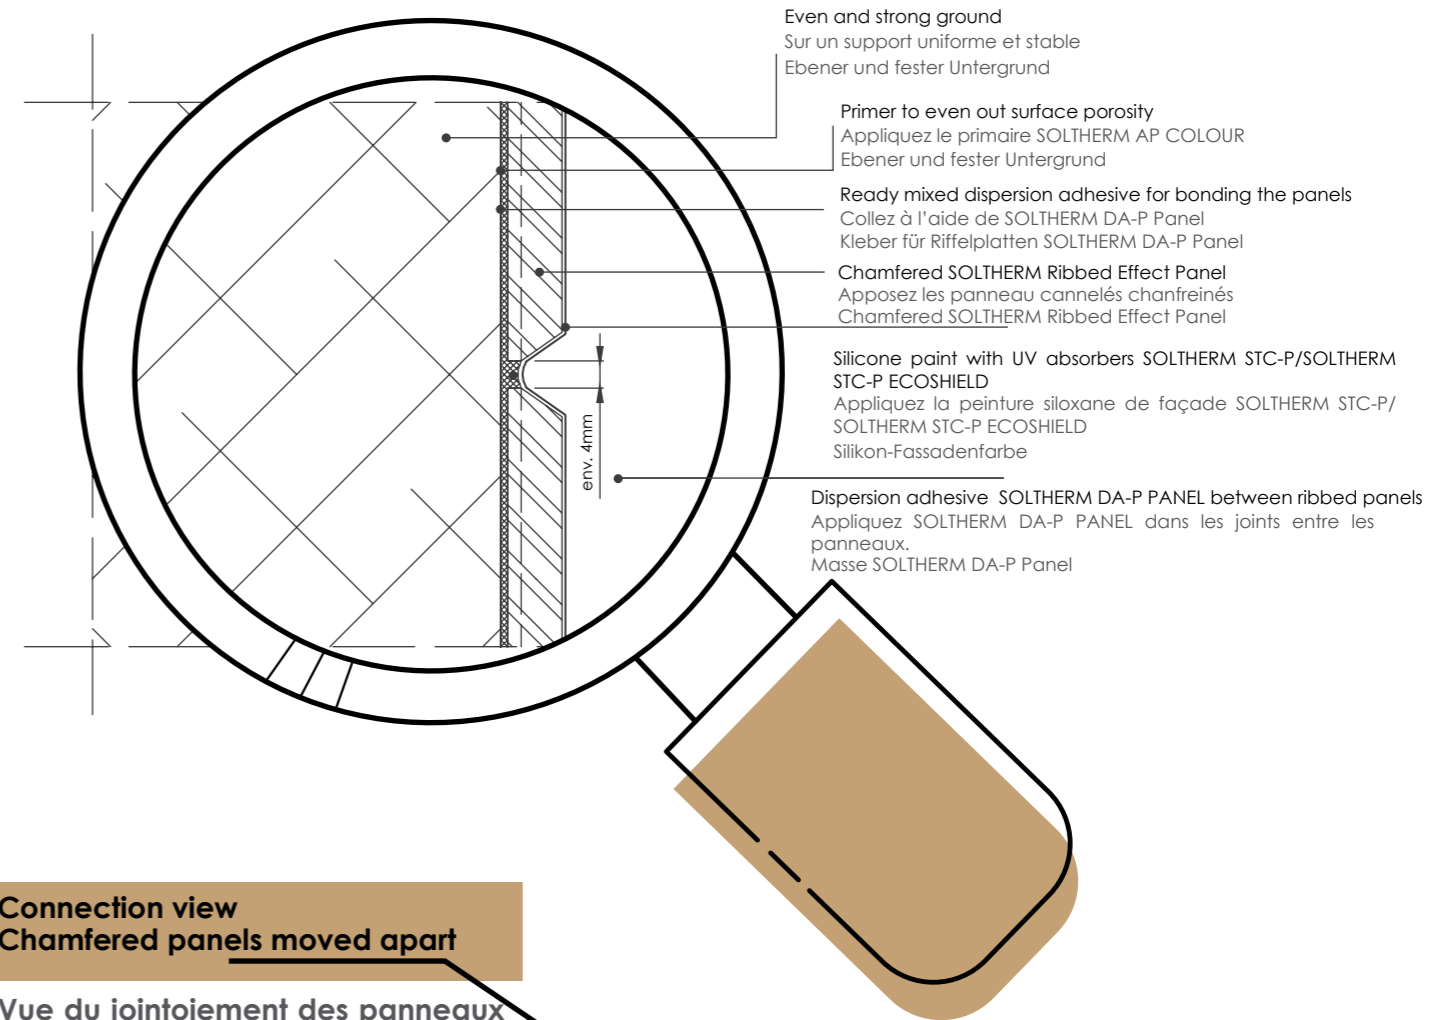 Even and strong ground
Sur un support uniforme et stable
Ebener und fester Untergrund
Primer to even out surface porosity
Appliquez le primaire SOLTHERM AP COLOUR
Ebener und fester Untergrund
Ready mixed dispersion adhesive for bonding the panels
Collez à l'aide de SOLTHERM DA-P Panel
Kleber für Riffelplatten SOLTHERM DA-P Panel
Chamfered SOLTHERM Ribbed Effect Panel
Apposez les panneau cannelés chanfreinés
Chamfered SOLTHERM Ribbed Effect Panel
Silicone paint with UV absorbers SOLTHERM STC-P/SOLTHERM
STC-P ECOSHIELD
Appliquez la peinture siloxane de façade SOLTHERM STC-P/
SOLTHERM STC-P ECOSHIELD
Silikon-Fassadenfarbe
env. 4mm
Dispersion adhesive SOLTHERM DA-P PANEL between ribbed panels
Appliquez SOLTHERM DA-P PANEL dans les joints entre les
panneaux.
Masse SOLTHERM DA-P Panel
Connection view
Chamfered panels moved apart
Vue du jointoiement des panneaux